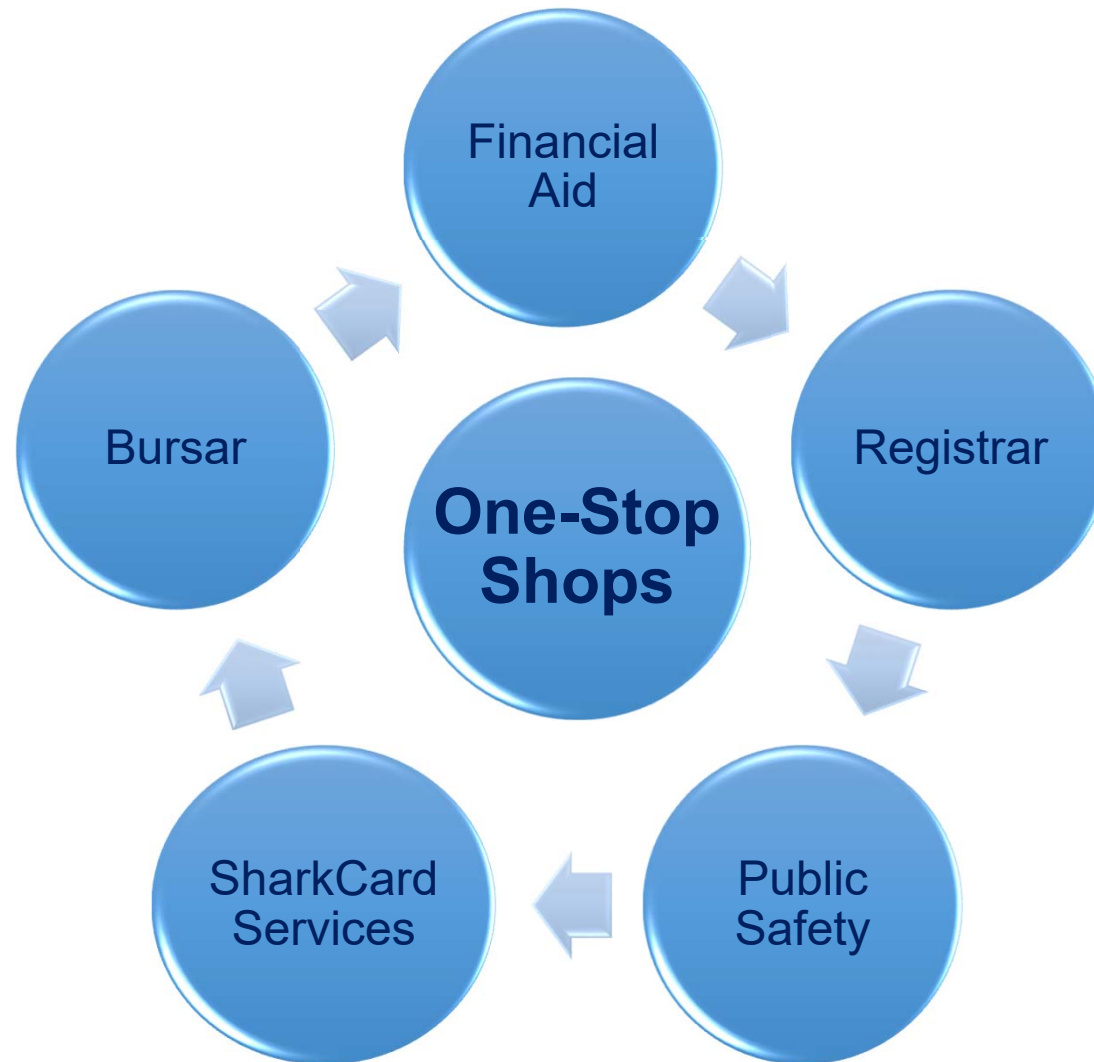 Financial
Aid
Bursar
Registrar
One-Stop
Shops
SharkCard
Services
Public
Safety